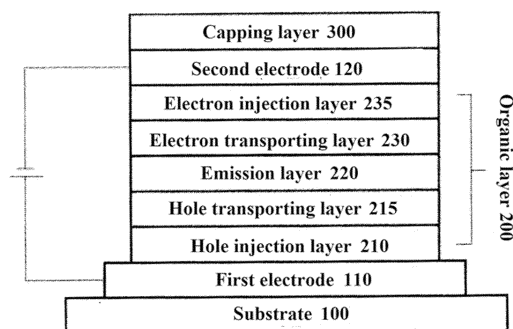 Capping layer 300
Second electrode 120
Electron injection layer 235
Electron transporting layer 230
Emission layer 220
Hole transporting layer 215
Hole injection layer 210
First electrode 110
Substrate 100
Organic layer 200